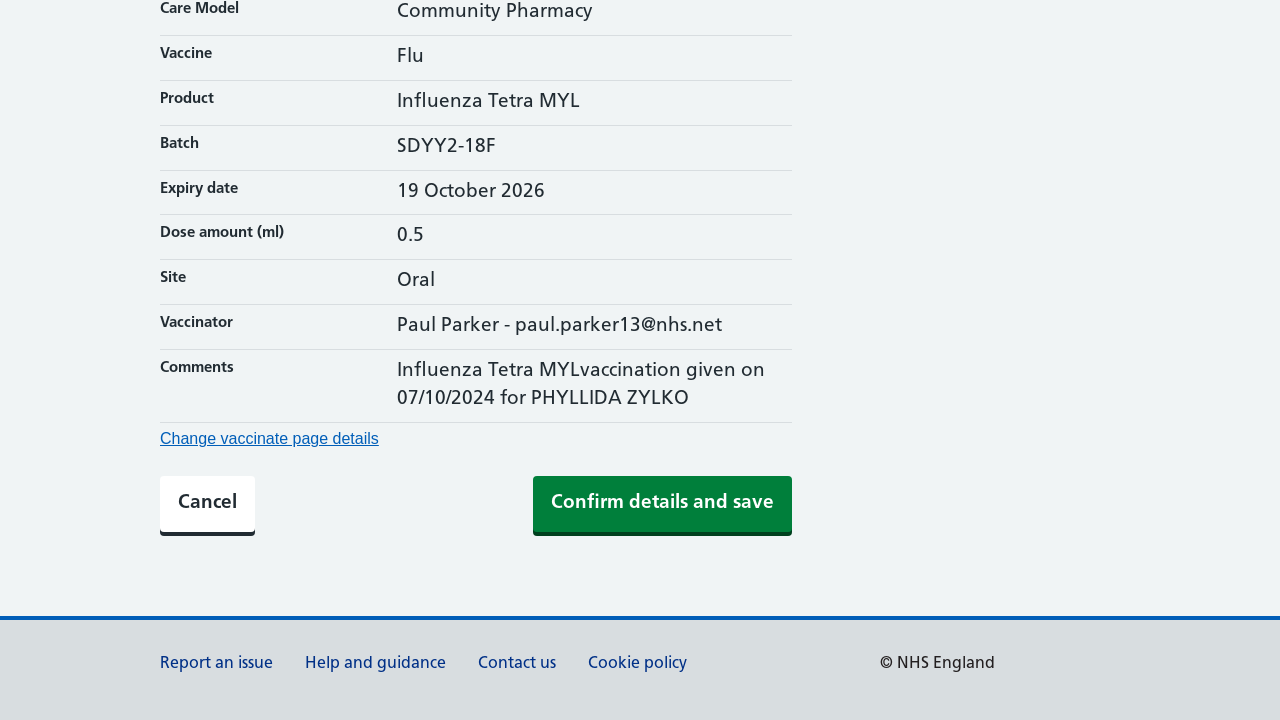 Care Model Community Pharmacy
Vaccine Flu
Product Influenza Tetra MYL
Batch SDYY2-18F
Expiry date 19 October 2026
Dose amount (ml) 0.5
Site Oral
Vaccinator Paul Parker - paul.parker13@nhs.net
Comments Influenza Tetra MYLvaccination given on
07/10/2024 for PHYLLIDA ZYLKO
Change vaccinate page details
Cancel Confirm details and save
Report an issue Help and guidance Contact us Cookie policy © NHS England